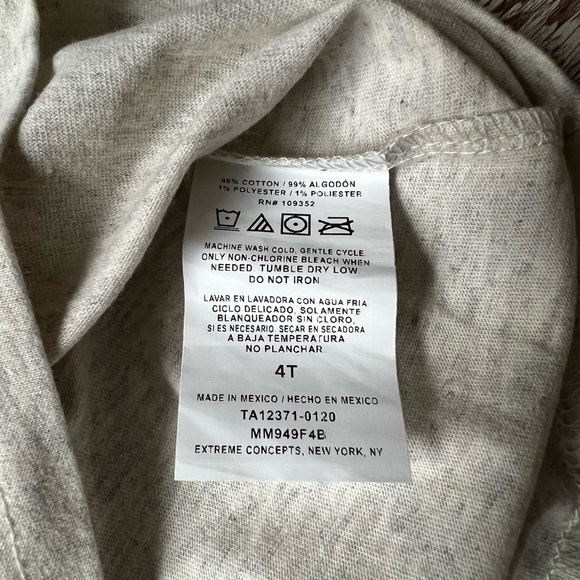 99% COTTON / 99% ALGODÓN
1% POLYESTER / 1% POLIESTER
RN# 109352
MACHINE WASH COLD, GENTLE CYCLE.
ONLY NON-CHLORINE BLEACH WHEN
NEEDED. TUMBLE DRY LOW
DO NOT IRON
LAVAR EN LAVADORA CON AGUA FRIA
CICLO DELICADO. SOLAMENTE
BLANQUEADOR SIN CLORO,
SI ES NECESARIO. SECAR EN SECADORA
A BAJA TEMPERATURA
NO PLANCHAR.
4T
MADE IN MEXICO / HECHO EN MEXICO
TA12371-0120
MM949F4B
EXTREME CONCEPTS, NEW YORK, NY